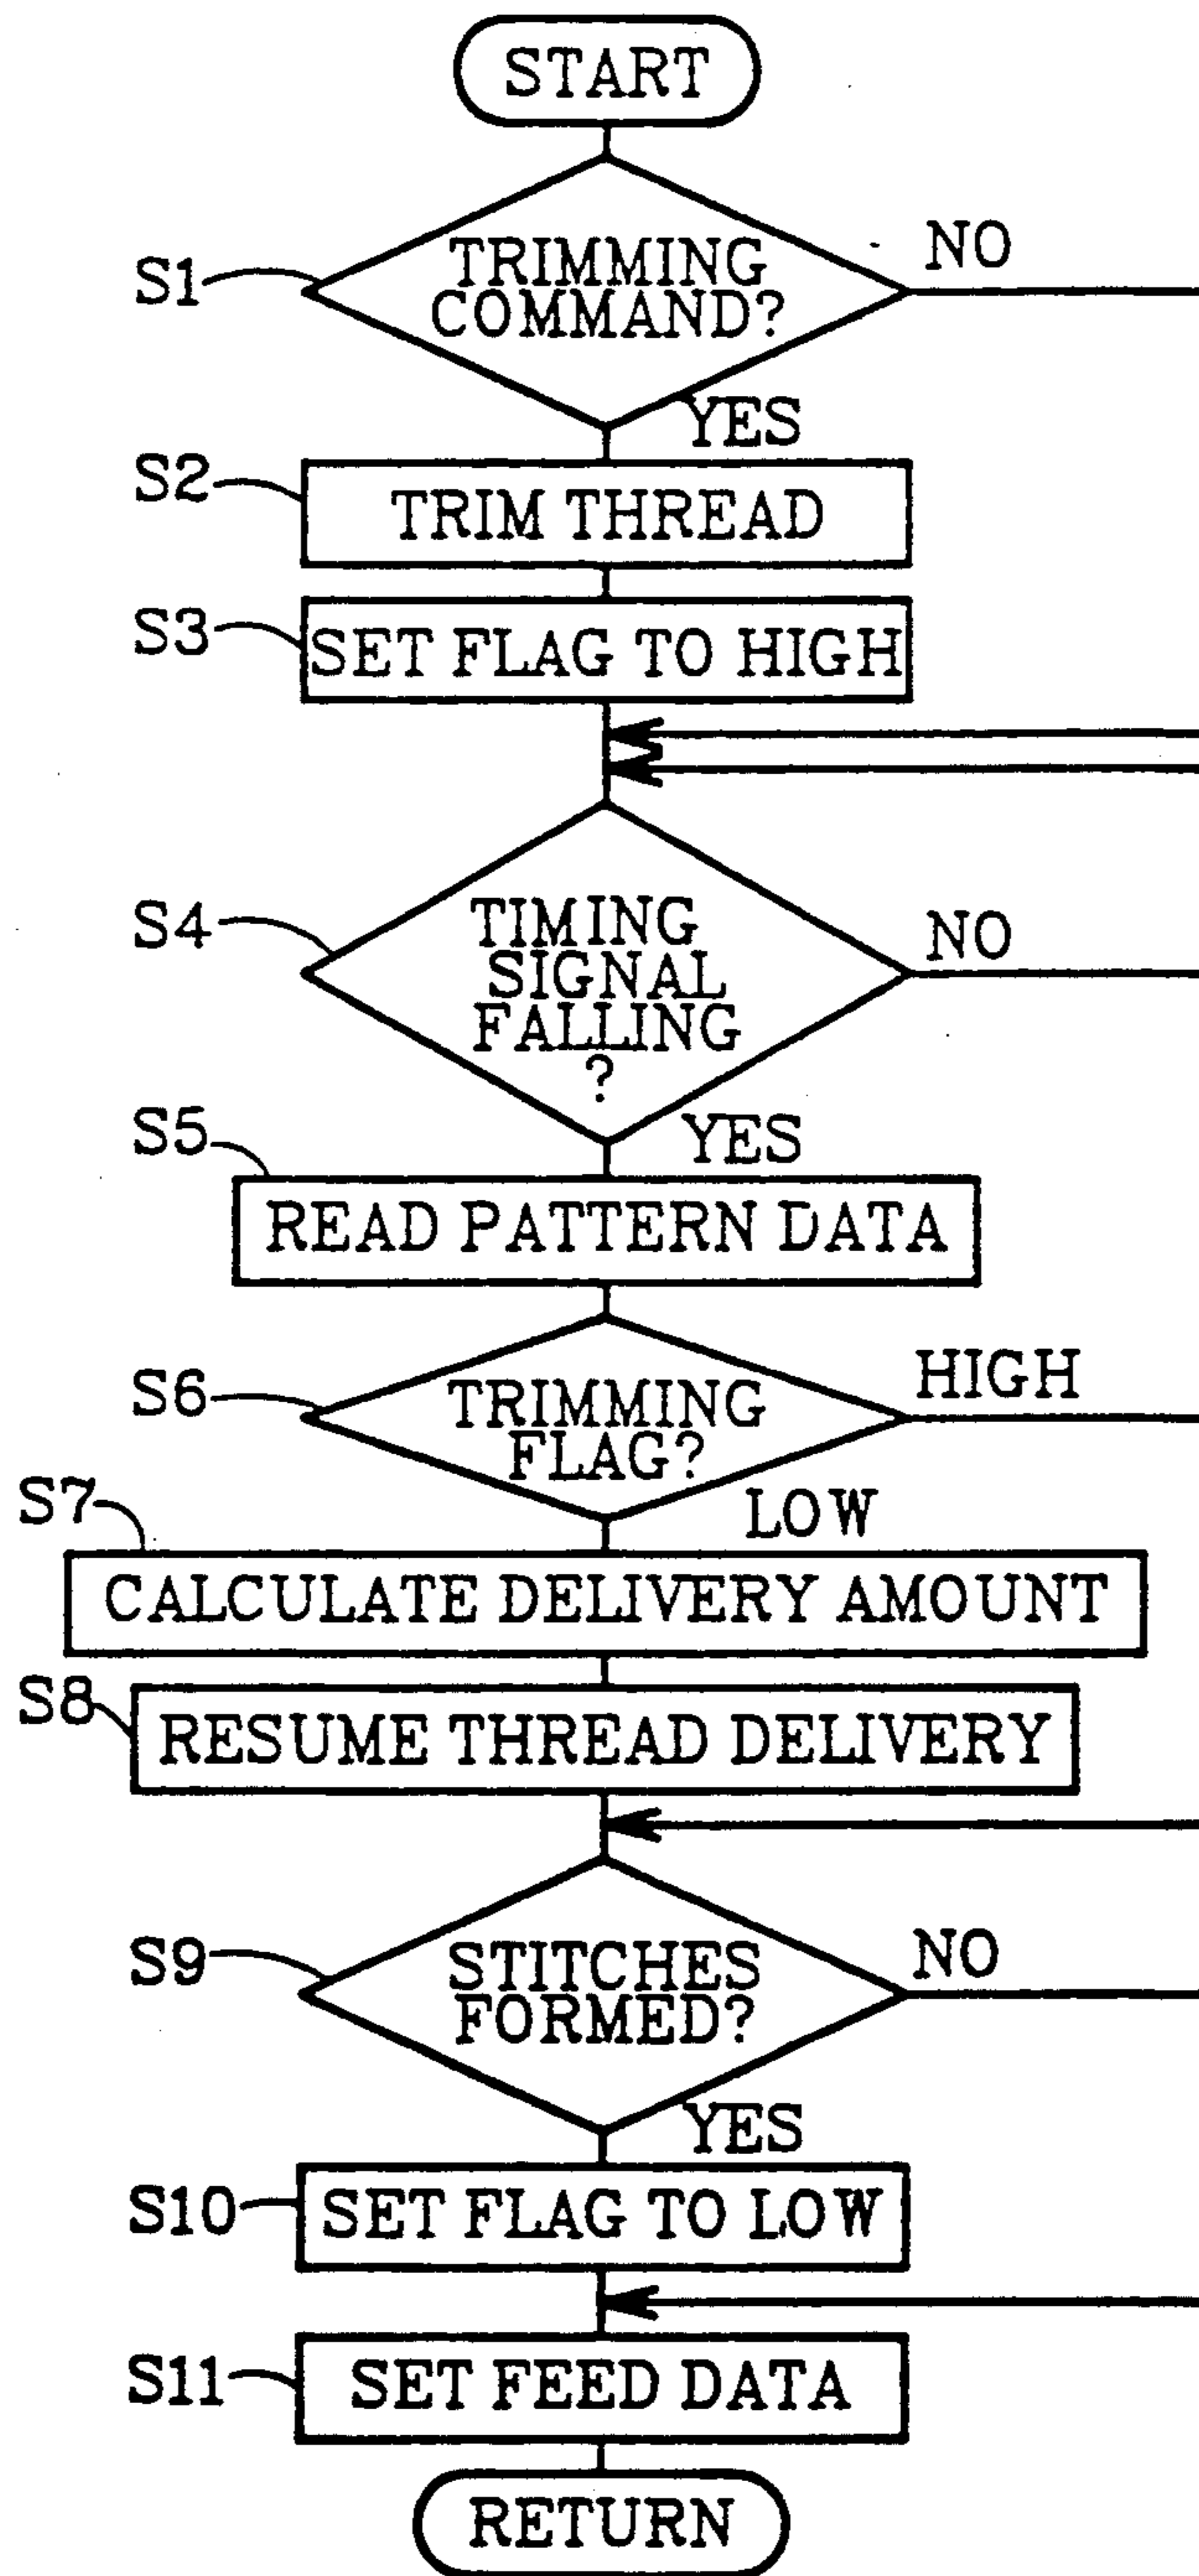 START
S1
TRIMMING
COMMAND?
NO
YES
S2
TRIM THREAD
S3
SET FLAG TO HIGH
S4
TIMING
SIGNAL
FALLING
?
NO
YES
S5
READ PATTERN DATA
S6
TRIMMING
FLAG?
HIGH
LOW
S7
CALCULATE DELIVERY AMOUNT
S8
RESUME THREAD DELIVERY
S9
STITCHES
FORMED?
NO
YES
S10
SET FLAG TO LOW
S11
SET FEED DATA
RETURN